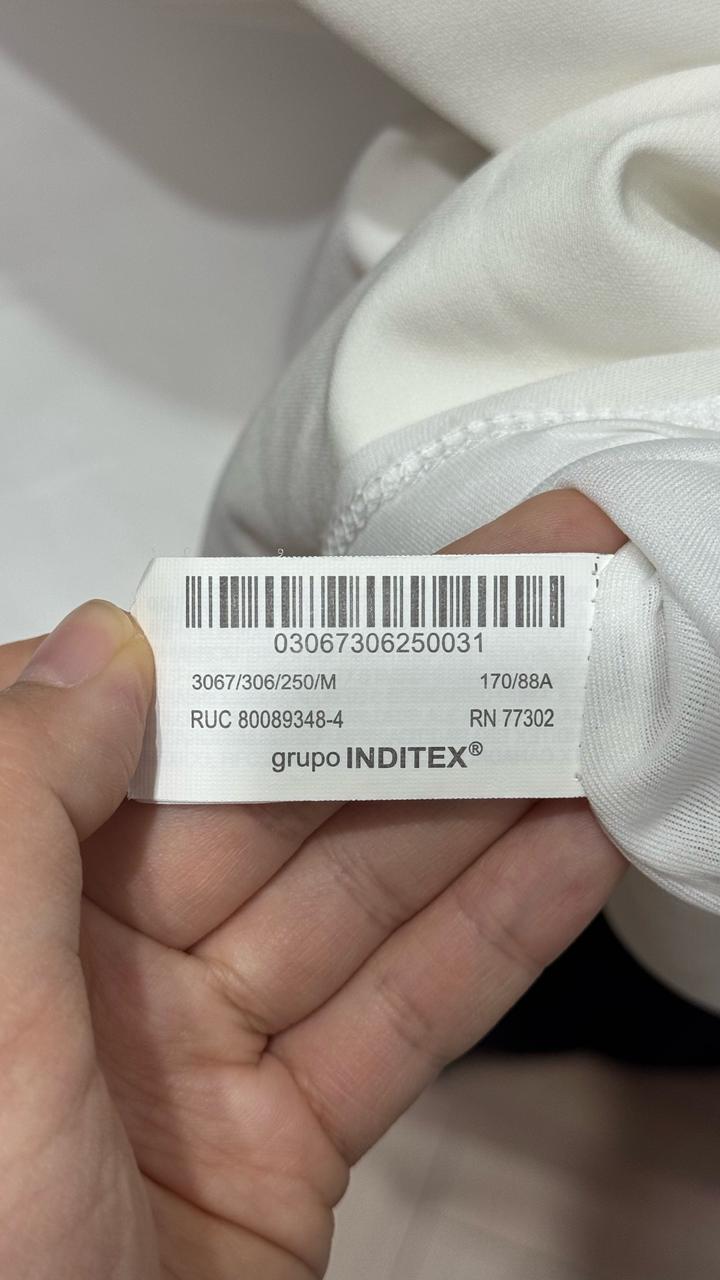 03067306250031
3067/306/250/M 170/88A
RUC 80089348-4 RN 77302
grupo INDITEX®